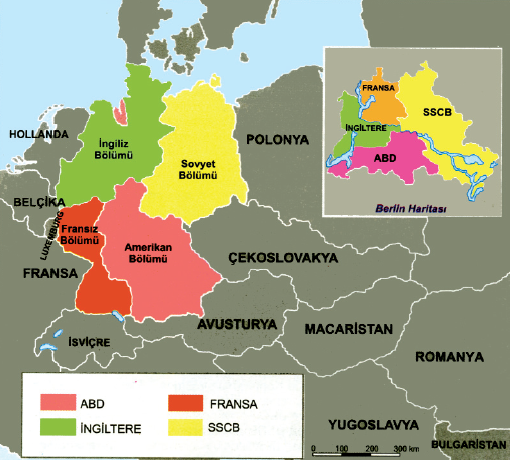 HOLLANDA
İngiliz
Bölümü
POLONYA
Sovyet
Bölümü
BELÇİKA
LUXEMBURG
Fransız
Bölümü
Amerikan
Bölümü
FRANSA
ÇEKOSLOVAKYA
İSVİÇRE
AVUSTURYA
MACARİSTAN
ROMANYA
YUGOSLAVYA
BULGARİSTAN
FRANSA
SSCB
İNGİLTERE
ABD
Berlin Haritası
ABD
FRANSA
İNGİLTERE
SSCB
0 100 200 300 km